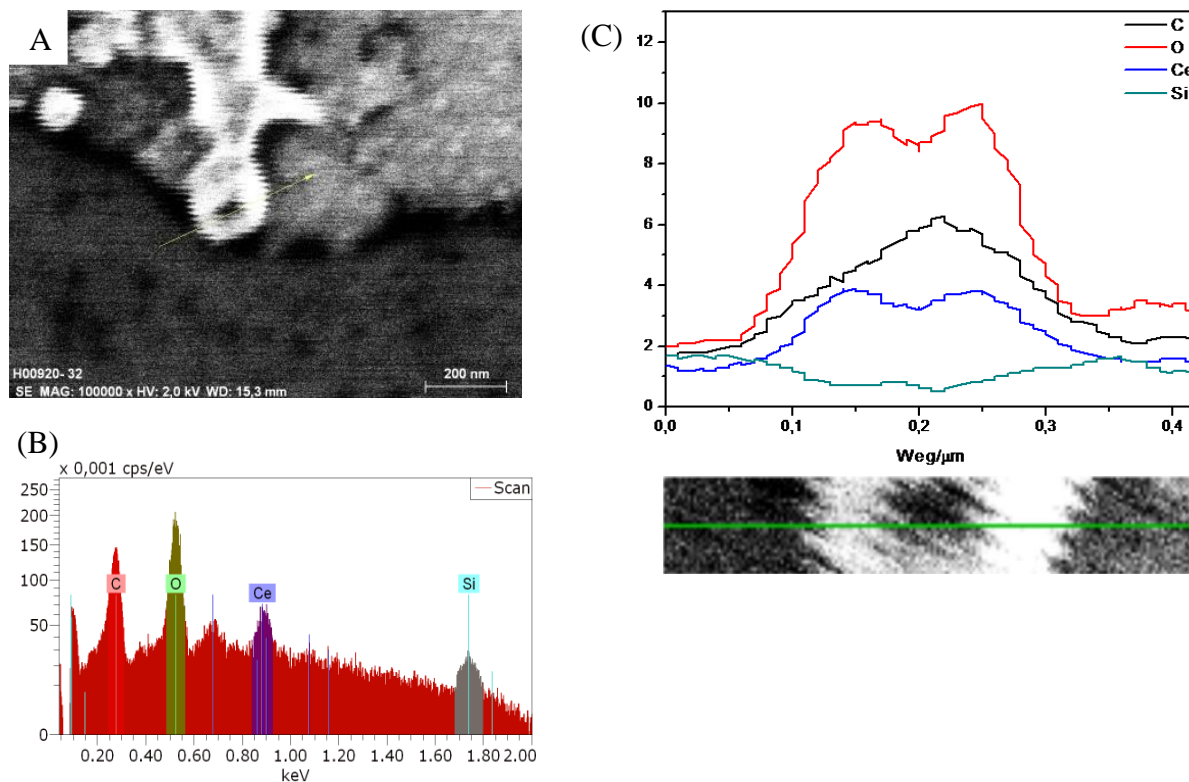 A
H00920-32
SE MAG: 100000 x HV: 2,0 kV WD: 15,3 mm
200 nm
(B)
x 0,001 cps/eV
Scan
250
200
150
100
50
0
C
O
Ce
Si
0.20 0.40 0.60 0.80 1.00 1.20 1.40 1.60 1.80 2.00
keV
(C)
C
O
Ce
Si
12
10
8
6
4
2
0
0,0 0,1 0,2 0,3 0,4
Weg/µm